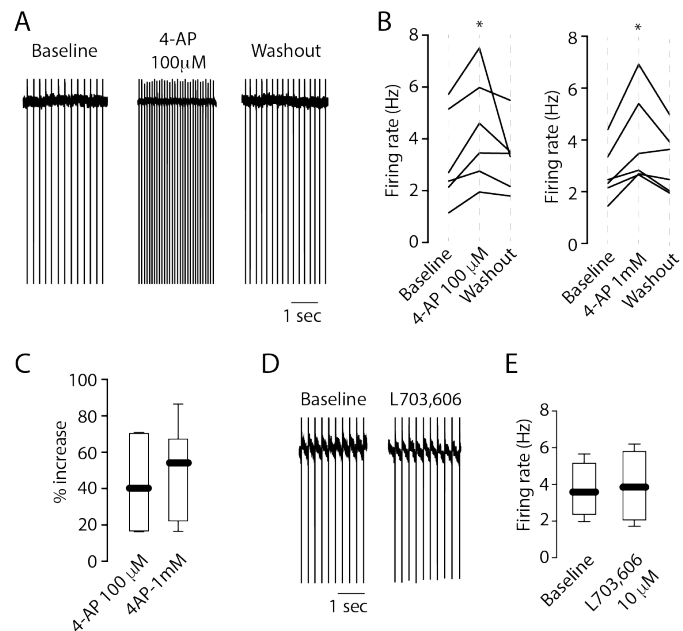 A
Baseline
4-AP
100µM
Washout
1 sec
B
*
8
6
4
2
0
Firing rate (Hz)
Baseline
4-AP 100 µM
Washout
*
8
6
4
2
0
Firing rate (Hz)
Baseline
4-AP 1mM
Washout
C
100
80
60
40
20
0
% increase
4-AP 100 µM
4AP-1mM
D
Baseline
L703,606
1 sec
E
8
6
4
2
0
Firing rate (Hz)
Baseline
L703,606
10 µM